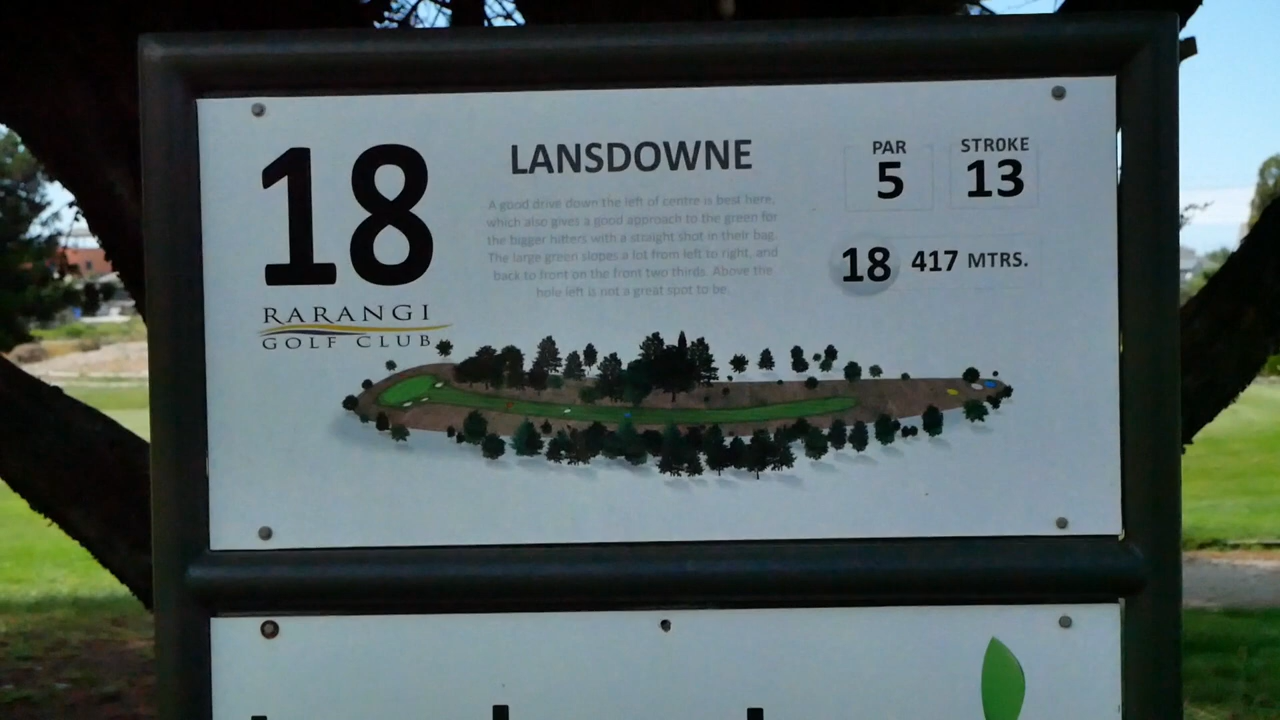 18
RARANGI
GOLF CLUB
LANSDOWNE
A good drive down the left of centre is best here,
which also gives a good approach to the green for
the bigger hitters with a straight shot in their bag.
The large green slopes a lot from left to right, and
back to front on the front two thirds. Above the
hole left is not a great spot to be.
PAR
5
STROKE
13
18 417 MTRS.